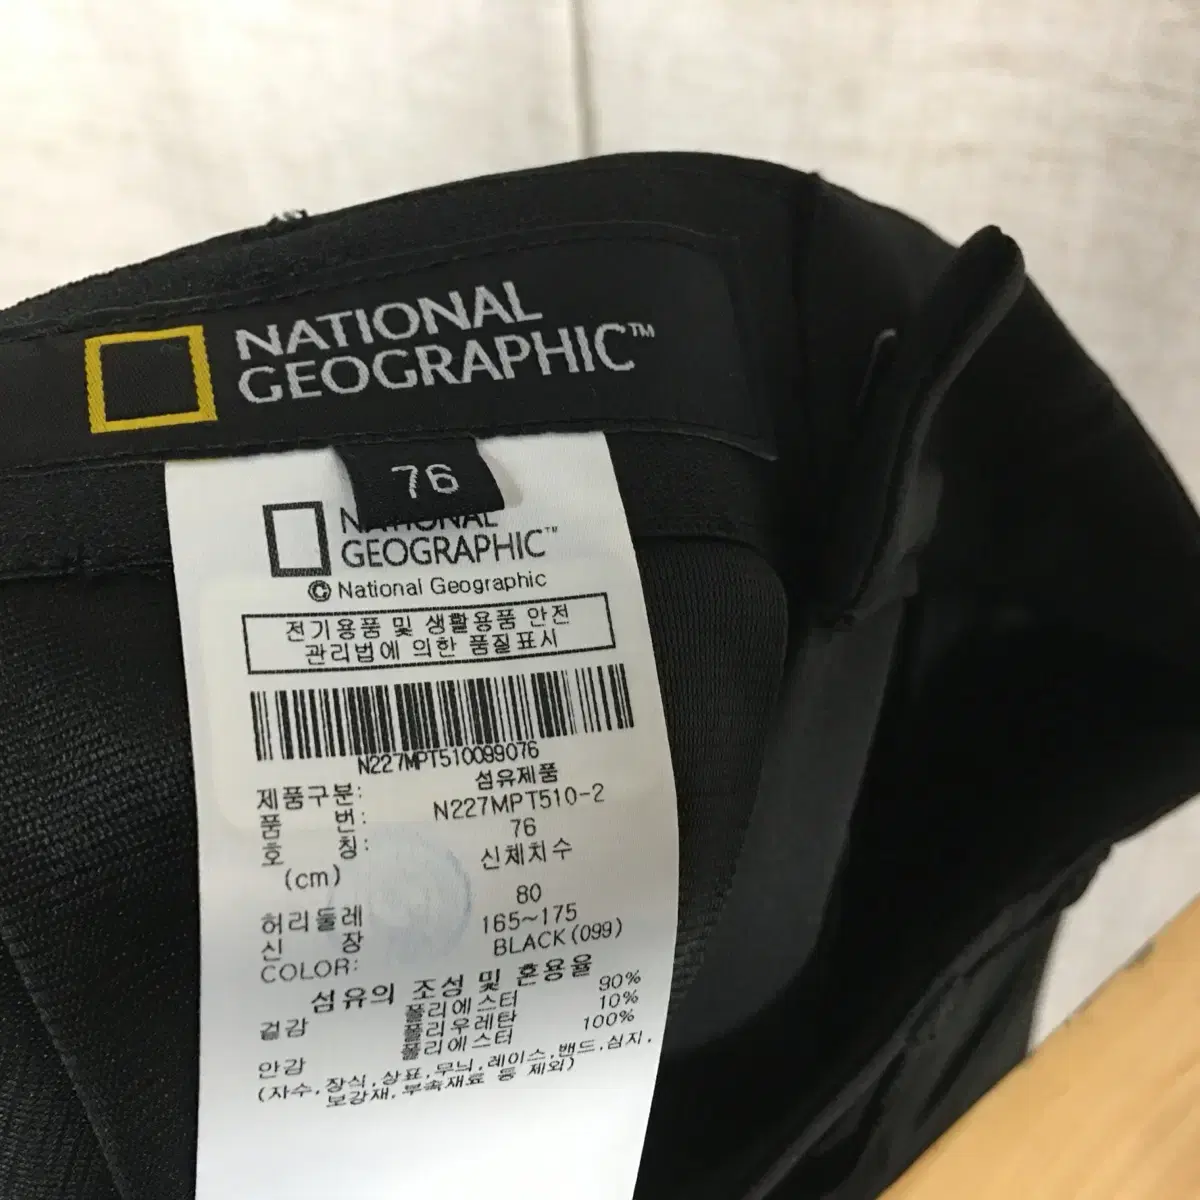 NATIONAL
GEOGRAPHIC™
76
NATIONAL
GEOGRAPHIC™
© National Geographic
전기용품 및 생활용품 안전
관리법에 의한 품질표시
N227MPT510099076
제품구분: 섬유제품
품 번: N227MPT510-2
호 칭: 76
(cm) 신체치수
허리둘레 80
신 장 165~175
COLOR: BLACK(099)
섬유의 조성 및 혼용율
겉감 폴리에스터 90%
폴리우레탄 10%
안감 폴리에스터 100%
(자수,장식,상표,무늬,레이스,밴드,심지,
보강재,부속재료 등 제외)